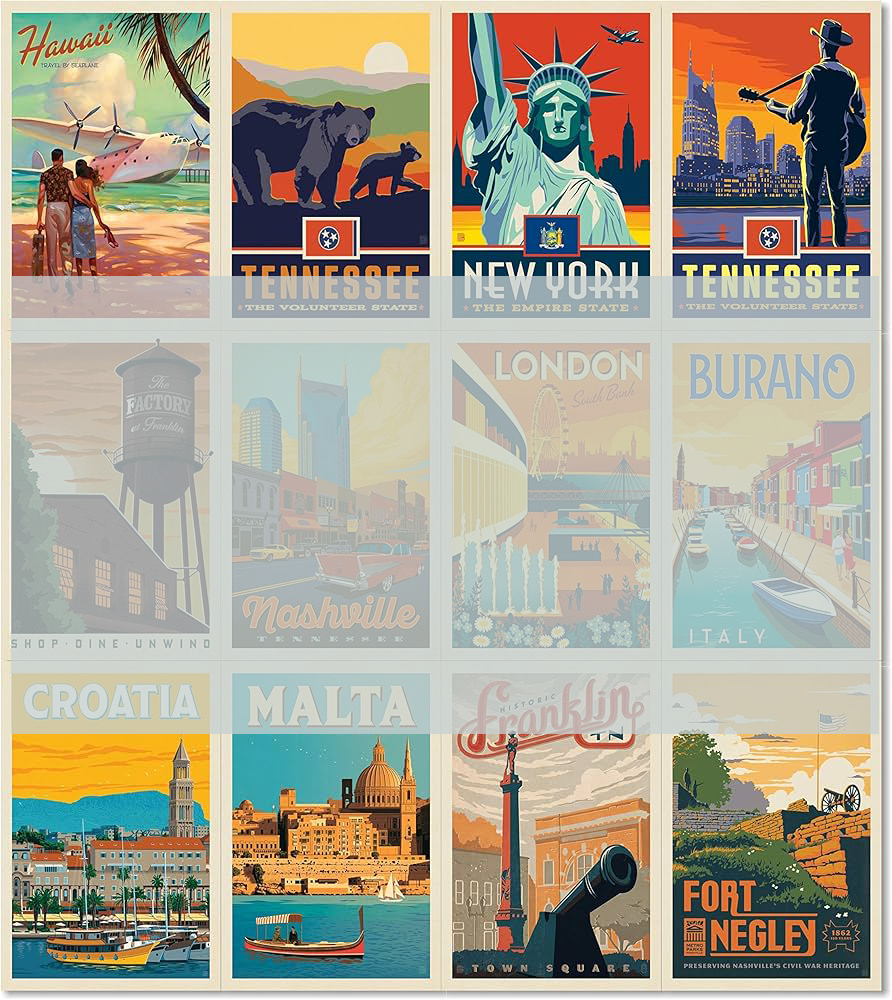 Hawaii
TRAVEL BY SEAPLANE
TENNESSEE
THE VOLUNTEER STATE
NEW YORK
THE EMPIRE STATE
TENNESSEE
THE VOLUNTEER STATE
The
FACTORY
at Franklin
SHOP·DINE·UNWIND
Nashville
TENNESSEE
LONDON
South Bank
BURANO
ITALY
CROATIA
MALTA
HISTORIC
Franklin
TN
TOWN SQUARE
FORT
NEGLEY
METRO
PARKS
1862
PRESERVING NASHVILLE'S CIVIL WAR HERITAGE